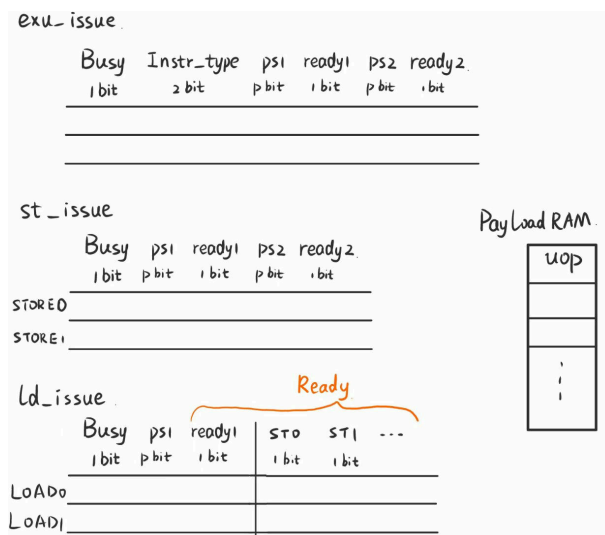 exu_issue
Busy Instr_type ps1 ready1 ps2 ready2
1 bit 2 bit p bit 1 bit p bit 1 bit
st_issue
Busy ps1 ready1 ps2 ready2
1 bit p bit 1 bit p bit 1 bit
STORE0
STORE1
PayLoad RAM
uop
ld_issue
Ready
Busy ps1 ready1 ST0 ST1 ...
1 bit p bit 1 bit 1 bit 1 bit
LOAD0
LOAD1